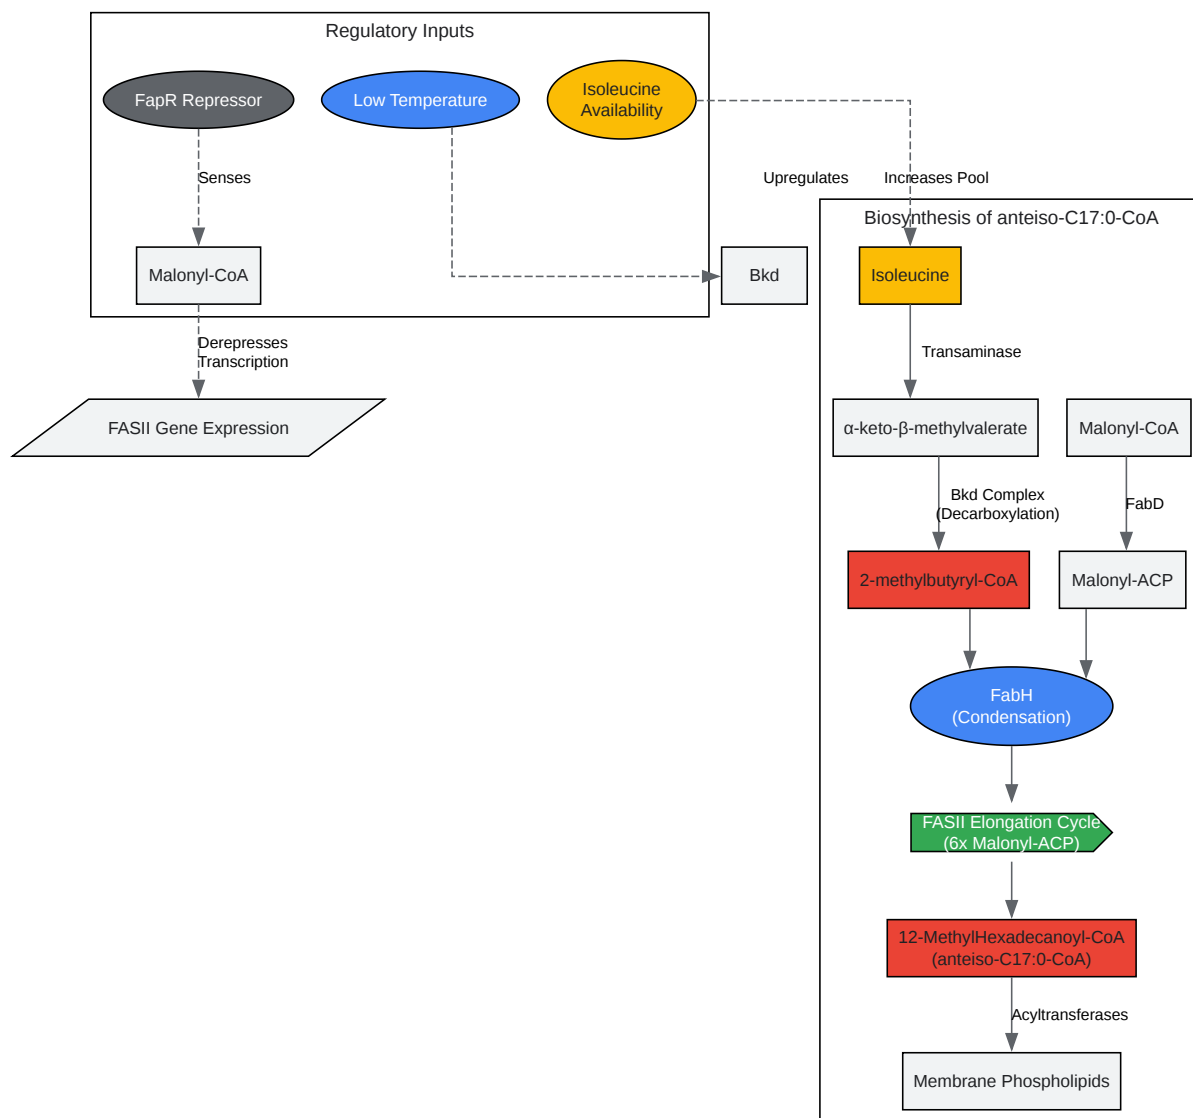 Regulatory Inputs
FapR Repressor
Low Temperature
Isoleucine
Availability
Senses
Upregulates
Increases Pool
Biosynthesis of anteiso-C17:0-CoA
Malonyl-CoA
Bkd
Isoleucine
Derepresses
Transcription
Transaminase
FASII Gene Expression
α-keto-β-methylvalerate
Malonyl-CoA
Bkd Complex
(Decarboxylation)
FabD
2-methylbutyryl-CoA
Malonyl-ACP
FabH
(Condensation)
FASII Elongation Cycle
(6x Malonyl-ACP)
12-MethylHexadecanoyl-CoA
(anteiso-C17:0-CoA)
Acyltransferases
Membrane Phospholipids